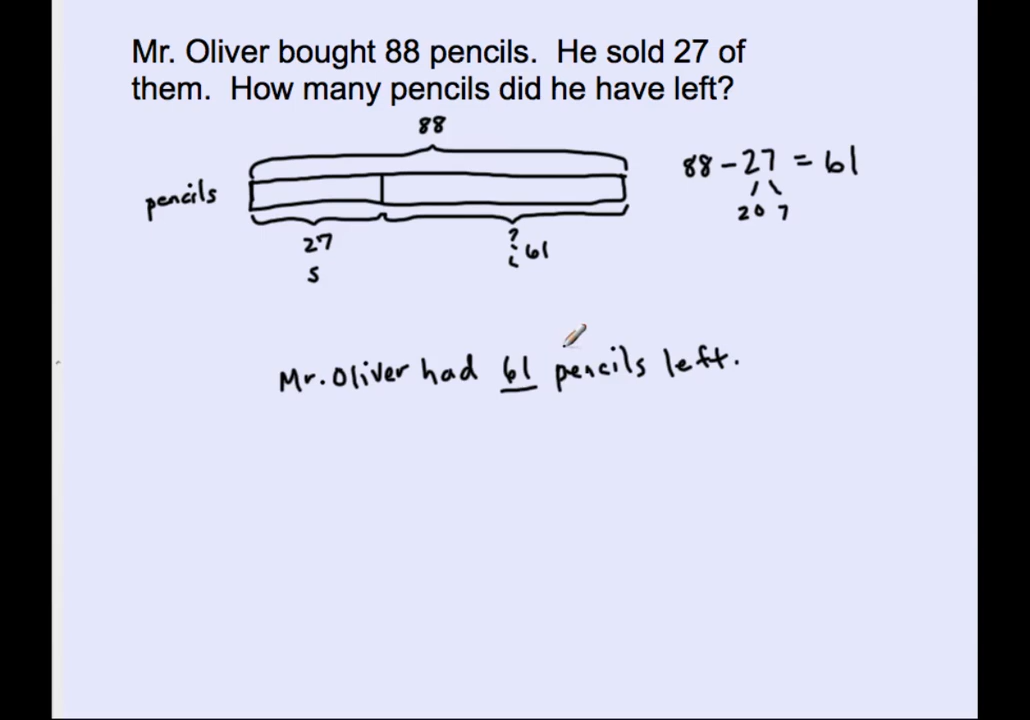 Mr. Oliver bought 88 pencils. He sold 27 of
them. How many pencils did he have left?
88
88 - 27 = 61
20 7
pencils
27
? 61
s
Mr. Oliver had 61 pencils left.